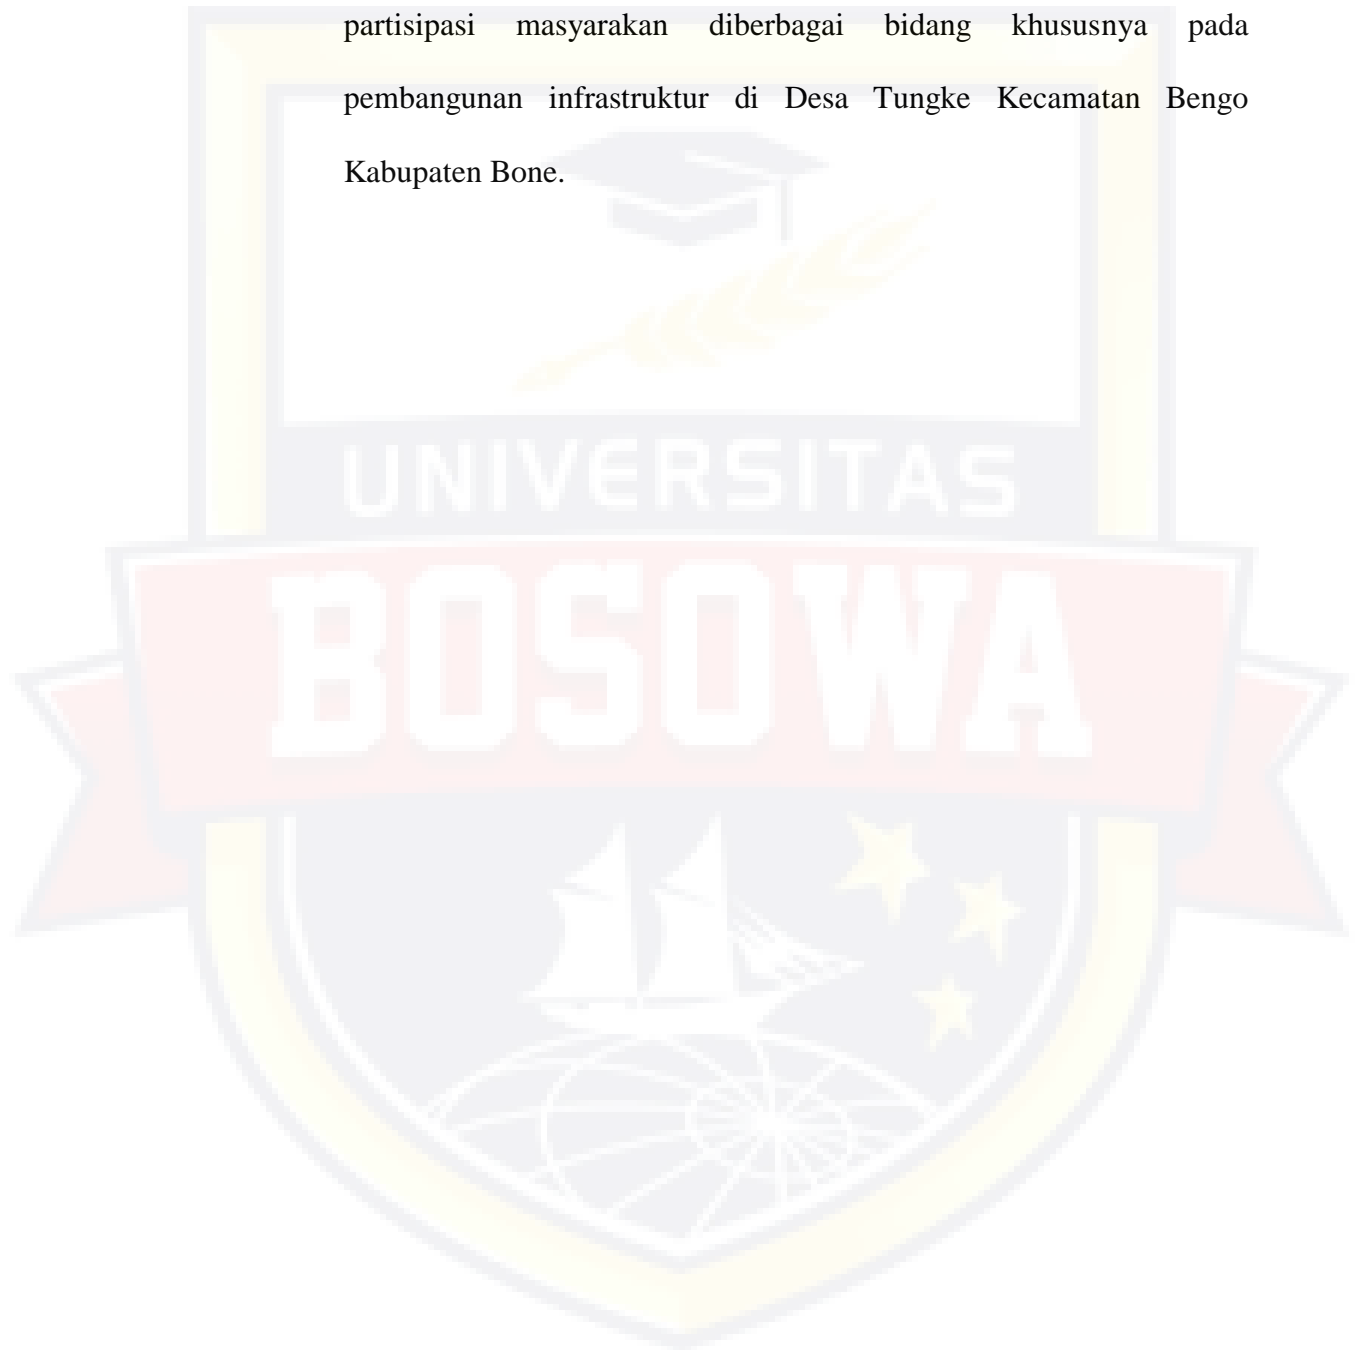 partisipasi masyarakan diberbagai bidang khususnya pada
pembangunan infrastruktur di Desa Tungke Kecamatan Bengo
Kabupaten Bone.
UNIVERSITAS
BOSOWA